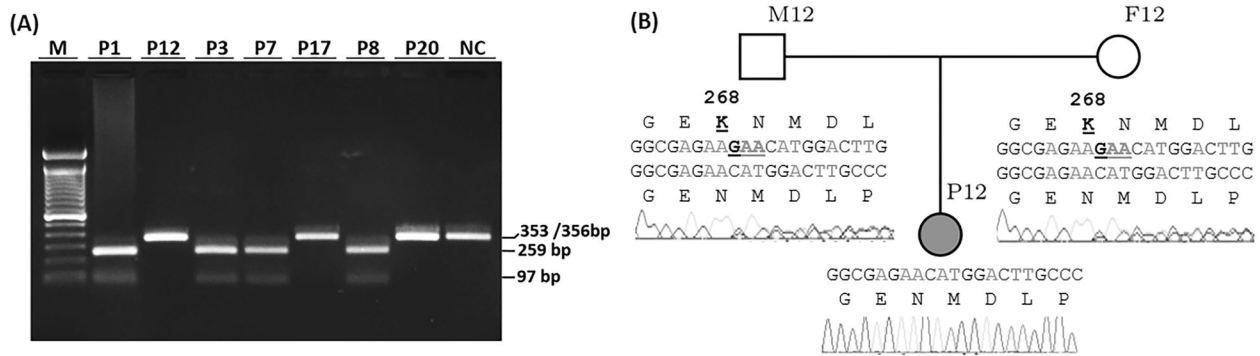 (A)
M P1 P12 P3 P7 P17 P8 P20 NC
353 /356bp
259 bp
97 bp
(B)
M12
F12
268
G E K N M D L
GGCGAGAAGAACATGGACTTG
GGCGAGAACATGGACTTGCCC
G E N M D L P
268
G E K N M D L
GGCGAGAAGAACATGGACTTG
GGCGAGAACATGGACTTGCCC
G E N M D L P
P12
GGCGAGAACATGGACTTGCCC
G E N M D L P